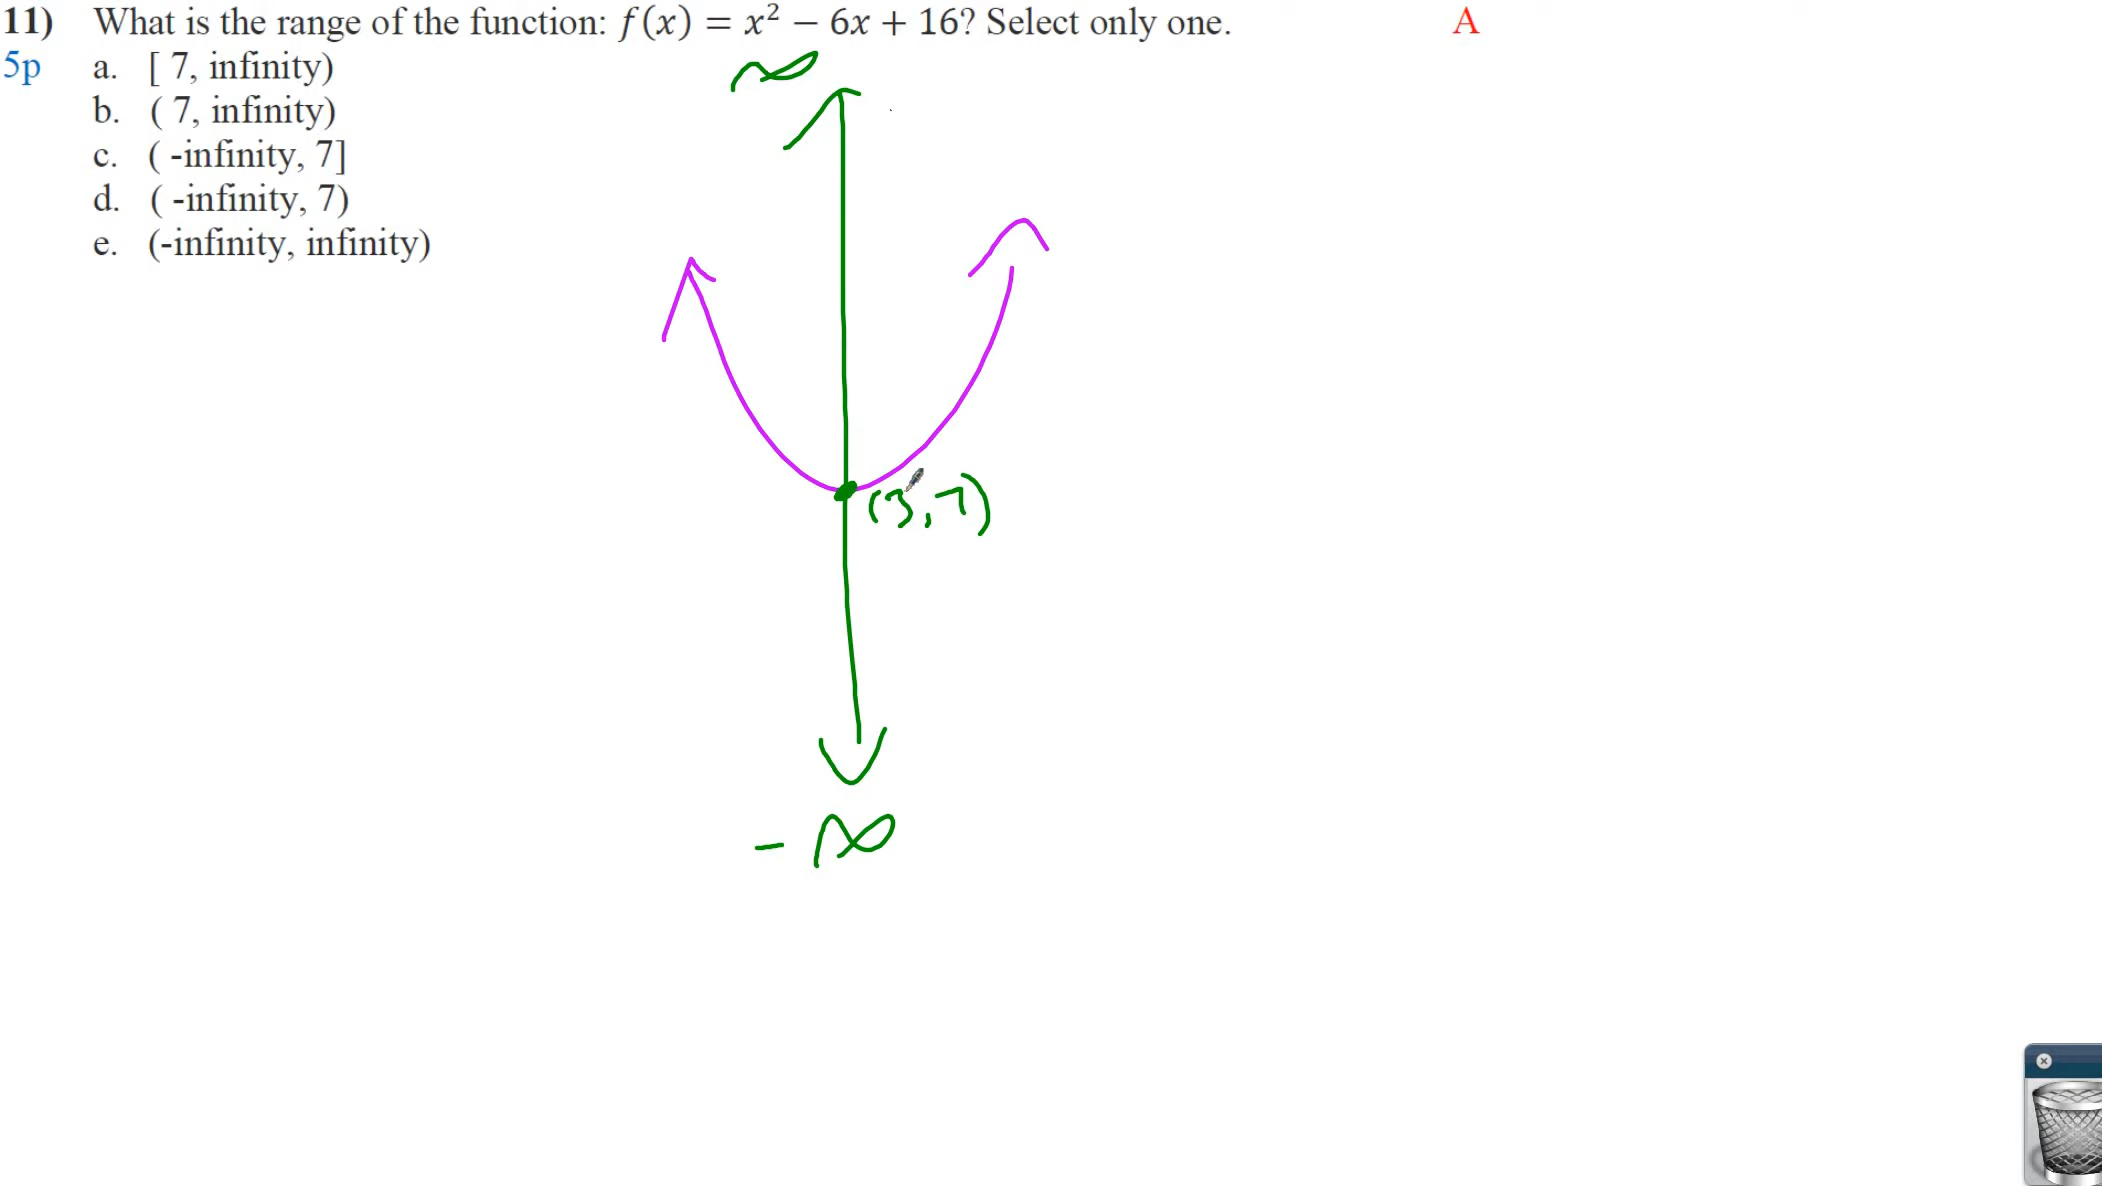 11) What is the range of the function: f(x) = x² − 6x + 16? Select only one. A
5p a. [ 7, infinity)
b. ( 7, infinity)
c. ( -infinity, 7]
d. ( -infinity, 7)
e. (-infinity, infinity)
∞
(3,7)
- ∞